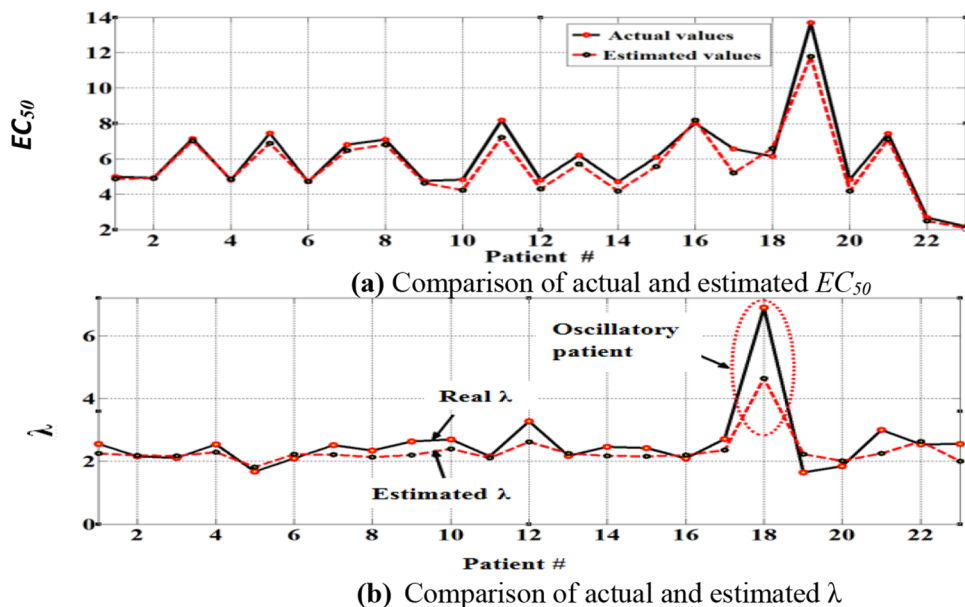 14
12
10
8
6
4
2
EC50
Actual values
Estimated values
2 4 6 8 10 12 14 16 18 20 22
Patient #
(a) Comparison of actual and estimated EC50
6
4
2
0
λ
Oscillatory
patient
Real λ
Estimated λ
2 4 6 8 10 12 14 16 18 20 22
Patient #
(b) Comparison of actual and estimated λ